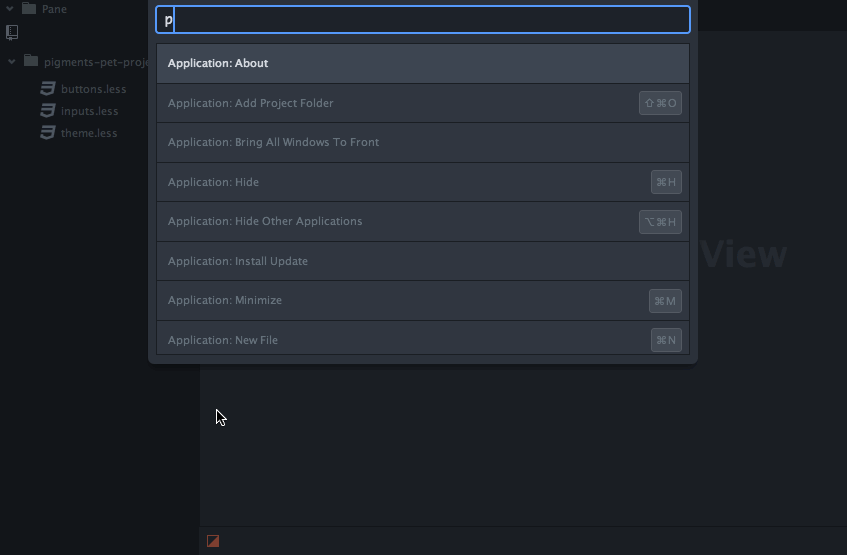 Pane
p
pigments-pet-proj
Application: About
buttons.less
Application: Add Project Folder ⇧⌘O
inputs.less
theme.less
Application: Bring All Windows To Front
Application: Hide ⌘H
Application: Hide Other Applications ⌥⌘H
View
Application: Install Update
Application: Minimize ⌘M
Application: New File ⌘N